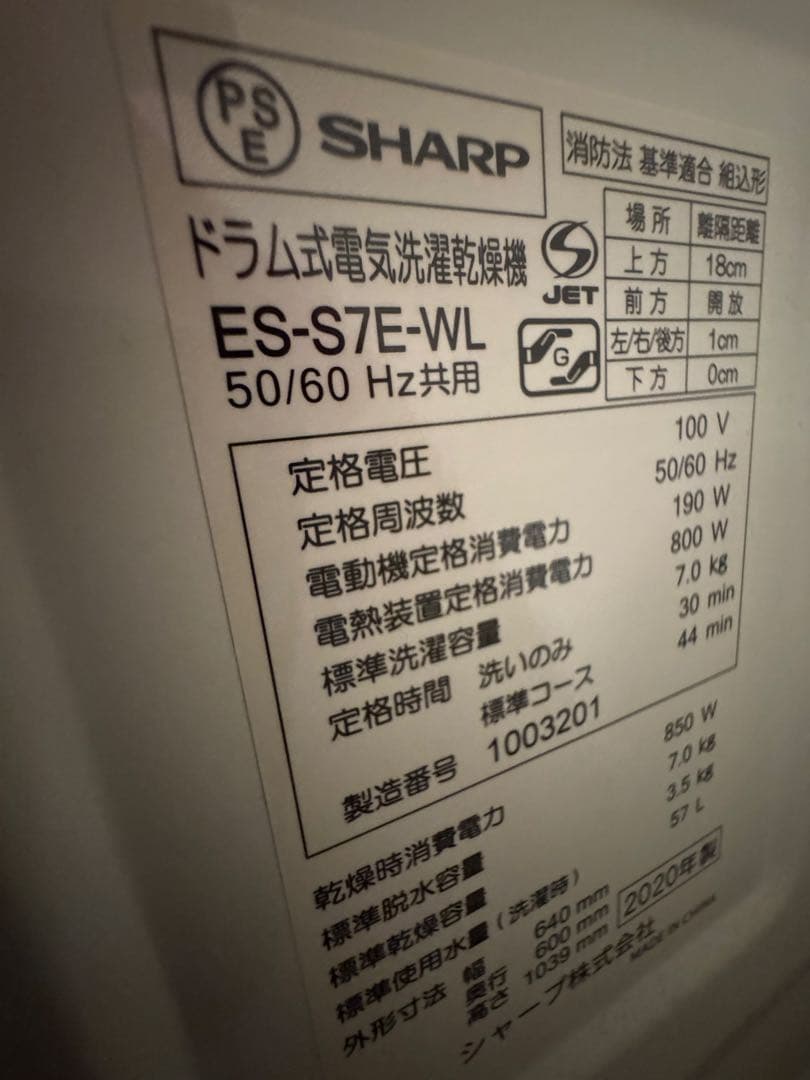 PSE SHARP
消防法 基準適合 組込形
場所 離隔距離
上方 18cm
前方 開放
左/右/後方 1cm
下方 0cm
ドラム式電気洗濯乾燥機
JET
ES-S7E-WL
G
50/60 Hz共用
定格電圧 100 V
定格周波数 50/60 Hz
電動機定格消費電力 190 W
電熱装置定格消費電力 800 W
標準洗濯容量 7.0 kg
定格時間 洗いのみ 30 min
標準コース 44 min
製造番号 1003201
乾燥時消費電力 850 W
標準脱水容量 7.0 kg
標準乾燥容量 3.5 kg
標準使用水量(洗濯時) 57 L
外形寸法 幅 640 mm
奥行 600 mm
高さ 1039 mm
2020年製
シャープ株式会社
MADE IN CHINA